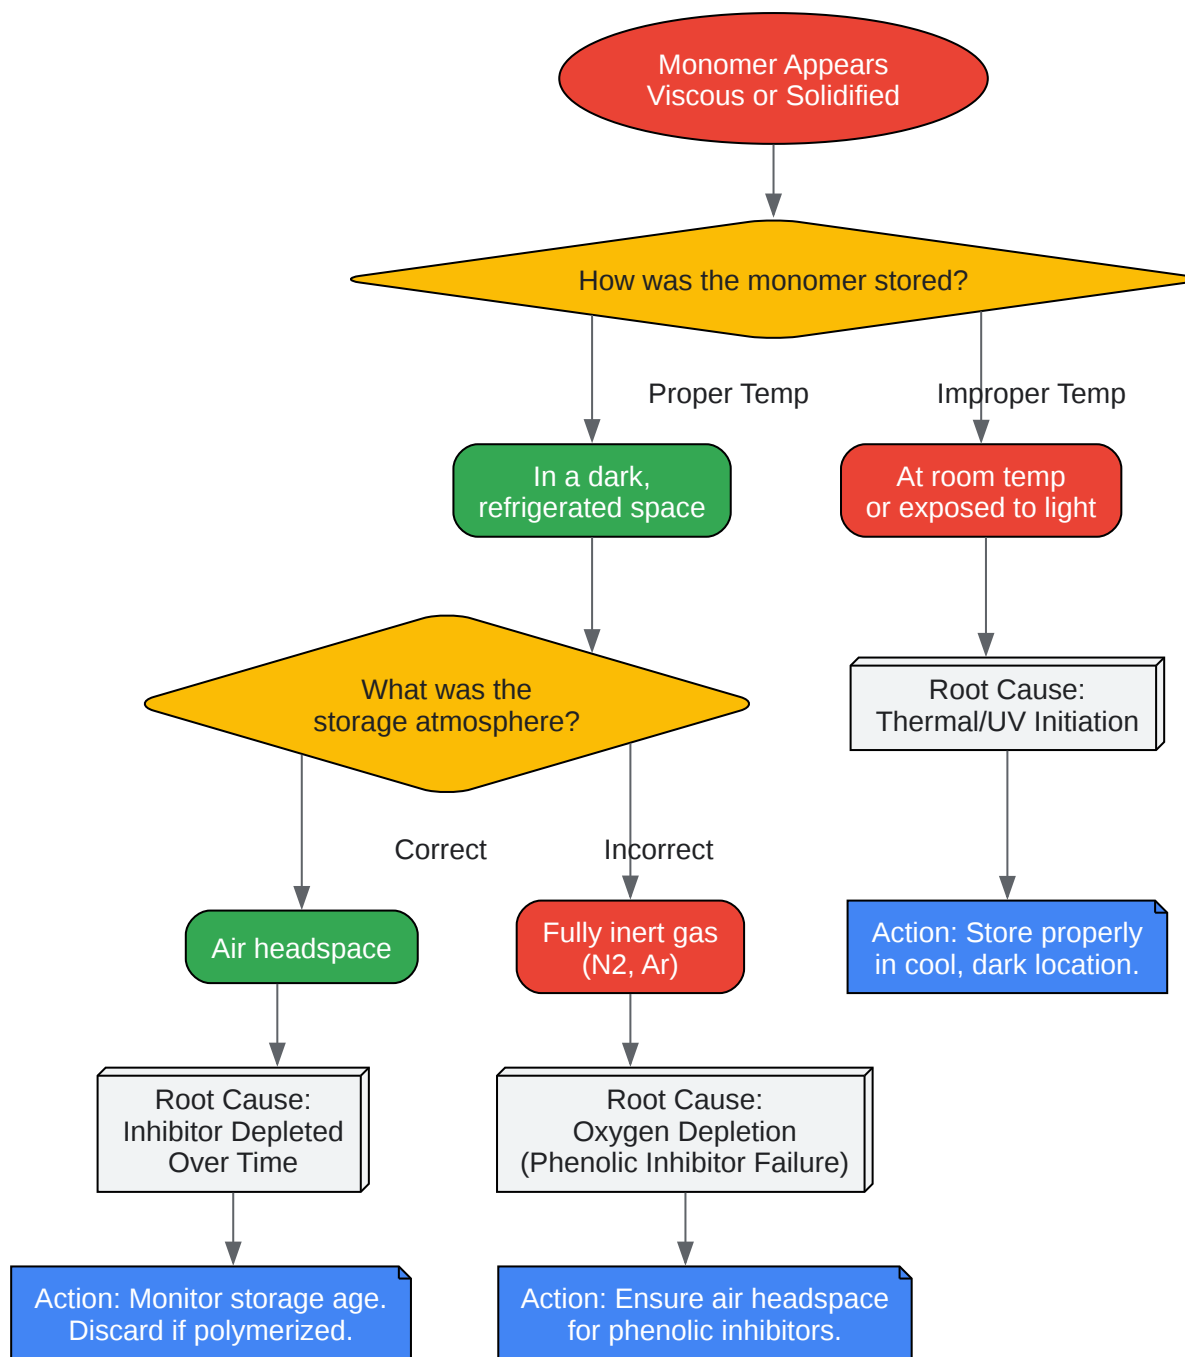 Monomer Appears
Viscous or Solidified
How was the monomer stored?
Proper Temp
Improper Temp
In a dark,
refrigerated space
At room temp
or exposed to light
What was the
storage atmosphere?
Root Cause:
Thermal/UV Initiation
Correct
Incorrect
Air headspace
Fully inert gas
(N2, Ar)
Action: Store properly
in cool, dark location.
Root Cause:
Inhibitor Depleted
Over Time
Root Cause:
Oxygen Depletion
(Phenolic Inhibitor Failure)
Action: Monitor storage age.
Discard if polymerized.
Action: Ensure air headspace
for phenolic inhibitors.